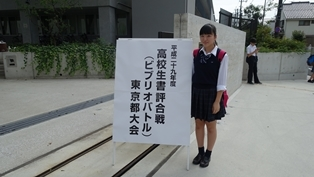 平成二十九年度
高校生書評合戦
（ビブリオバトル）
東京都大会